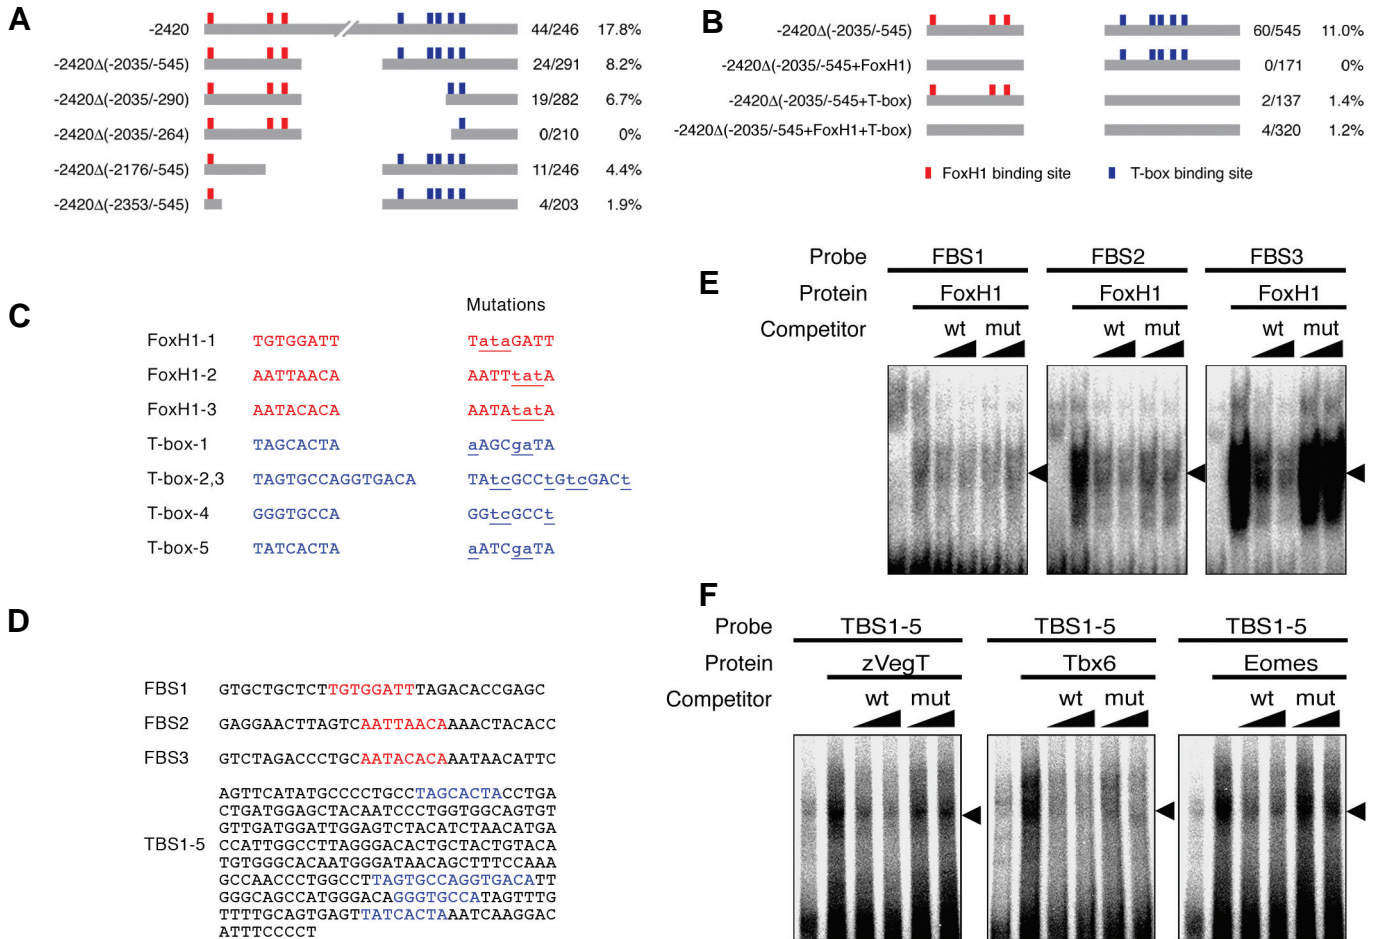 A
-2420 44/246 17.8%
-2420Δ(-2035/-545) 24/291 8.2%
-2420Δ(-2035/-290) 19/282 6.7%
-2420Δ(-2035/-264) 0/210 0%
-2420Δ(-2176/-545) 11/246 4.4%
-2420Δ(-2353/-545) 4/203 1.9%
B
-2420Δ(-2035/-545) 60/545 11.0%
-2420Δ(-2035/-545+FoxH1) 0/171 0%
-2420Δ(-2035/-545+T-box) 2/137 1.4%
-2420Δ(-2035/-545+FoxH1+T-box) 4/320 1.2%
FoxH1 binding site T-box binding site
C
Mutations
FoxH1-1 TGTGGATT TataGATT
FoxH1-2 AATTAACA AATTtatA
FoxH1-3 AATACACA AATAtatA
T-box-1 TAGCACTA aAGCgaTA
T-box-2,3 TAGTGCCAGGTGACA TAtcGCCtGtcGACt
T-box-4 GGGTGCCA GGtcGCCt
T-box-5 TATCACTA aATCgaTA
D
FBS1 GTGCTGCTCTTGTGGATTTAGACACCGAGC
FBS2 GAGGAACTTAGTCAATTAACAAAACTACACC
FBS3 GTCTAGACCCTGCAATACACAAATAACATTC
TBS1-5
AGTTCATATGCCCCTGCCTAGCACTACCTGA
CTGATGGAGCTACAATCCCTGGTGGCAGTGT
GTTGATGGATTGGAGTCTACATCTAACATGA
CCATTGGCCTTAGGGACACTGCTACTGTACA
TGTGGGCACAATGGGATAACAGCTTTCCAAA
GCCAACCCTGGCCTTAGTGCCAGGTGACATT
GGGCAGCCATGGGACAGGGTGCCATAGTTTG
TTTTGCAGTGAGTTATCACTAAATCAAGGAC
ATTTCCCCT
E
Probe FBS1 FBS2 FBS3
Protein FoxH1 FoxH1 FoxH1
Competitor wt mut wt mut wt mut
F
Probe TBS1-5 TBS1-5 TBS1-5
Protein zVegT Tbx6 Eomes
Competitor wt mut wt mut wt mut